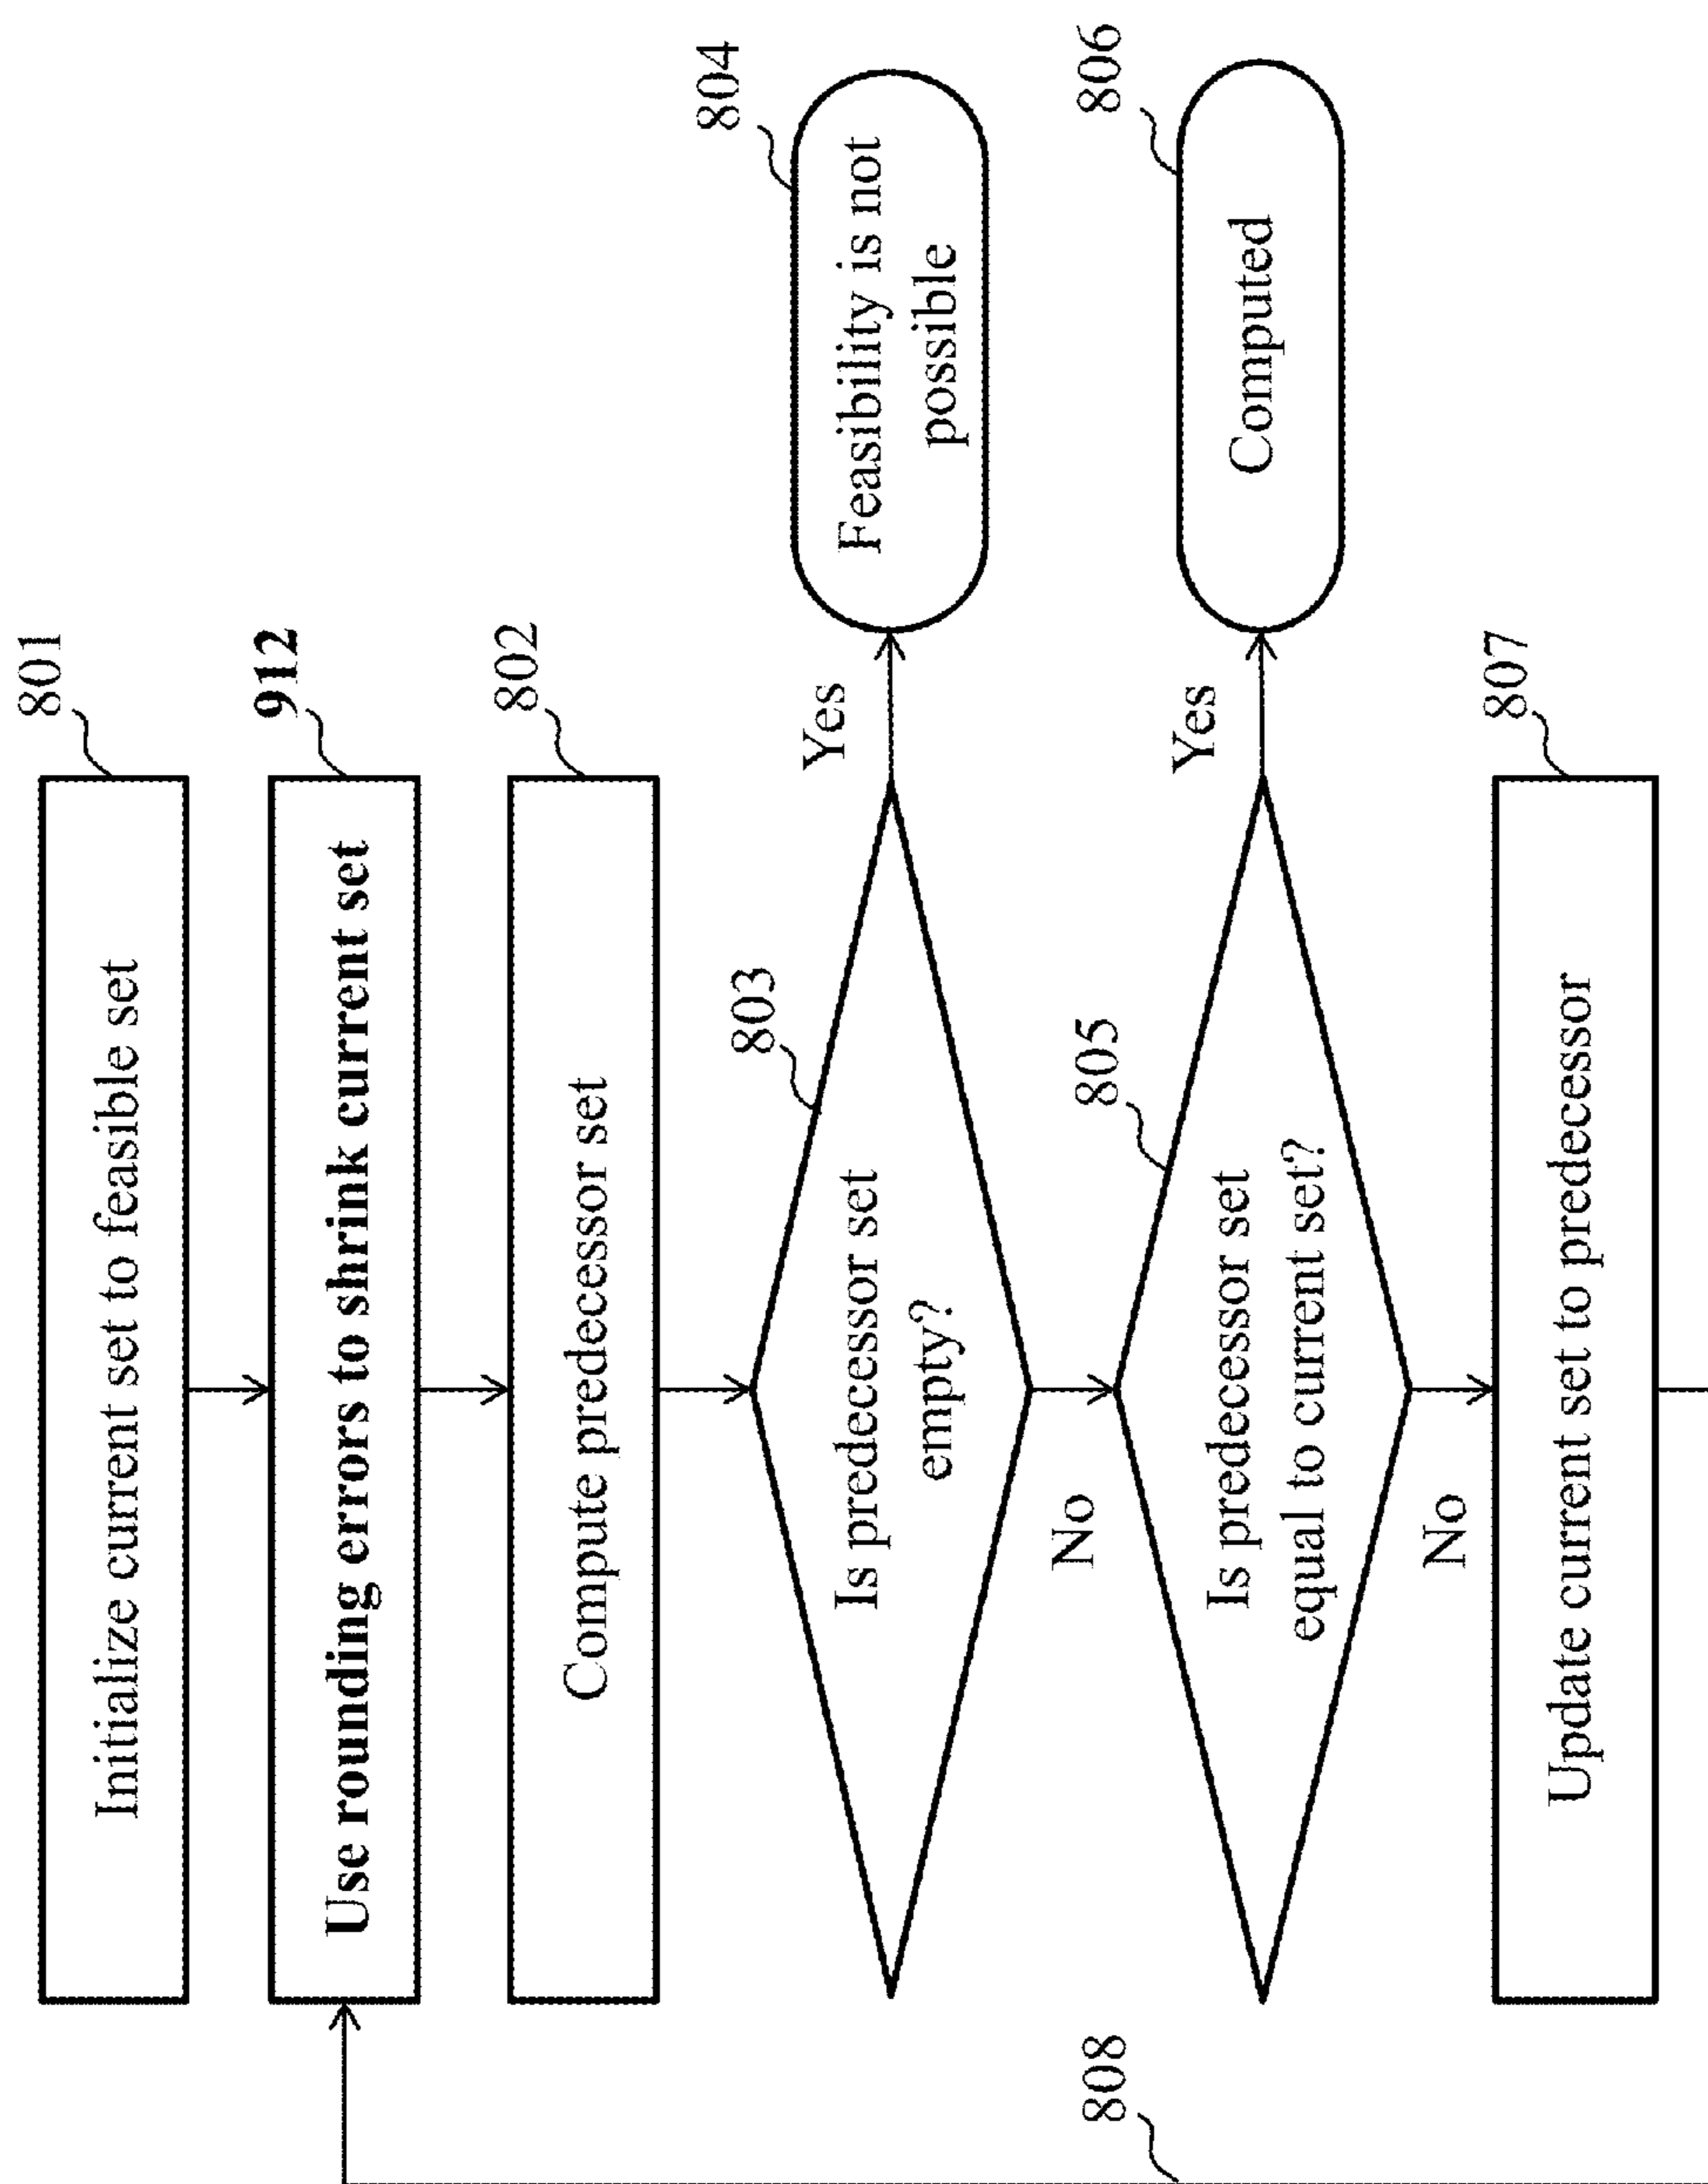 Initialize current set to feasible set
801
Use rounding errors to shrink current set
912
Compute predecessor set
802
Is predecessor set
empty?
803
Yes
Feasibility is not
possible
804
No
Is predecessor set
equal to current set?
805
Yes
Computed
806
No
Update current set to predecessor
807
808